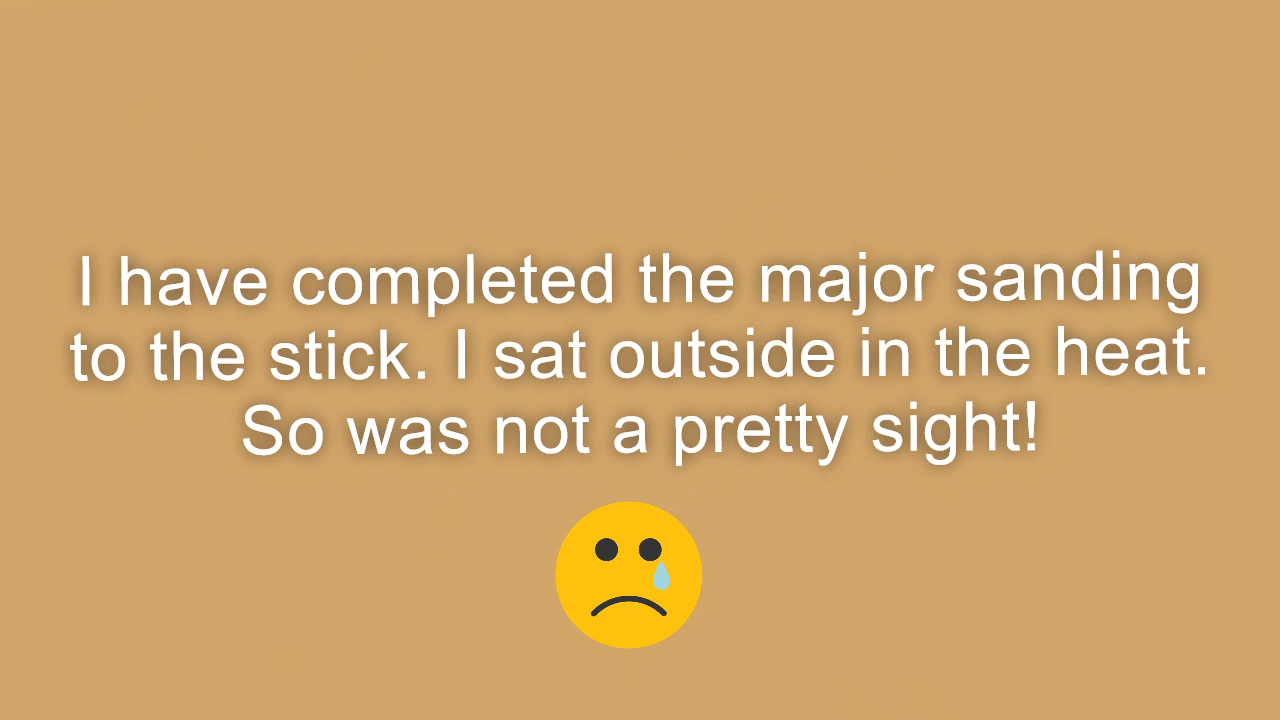 I have completed the major sanding
to the stick. I sat outside in the heat.
So was not a pretty sight!